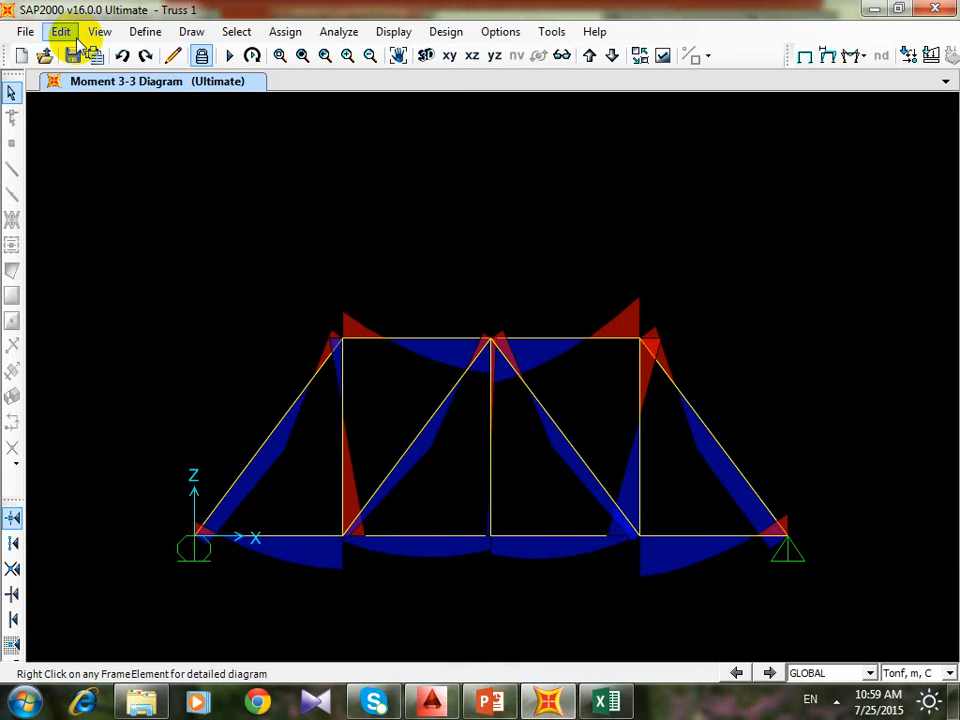 SAP2000 v16.0.0 Ultimate - Truss 1
File Edit View Define Draw Select Assign Analyze Display Design Options Tools Help
3D xy xz yz nv nd
Moment 3-3 Diagram (Ultimate)
Z
X
Right Click on any FrameElement for detailed diagram
GLOBAL
Tonf, m, C
EN
10:59 AM
7/25/2015